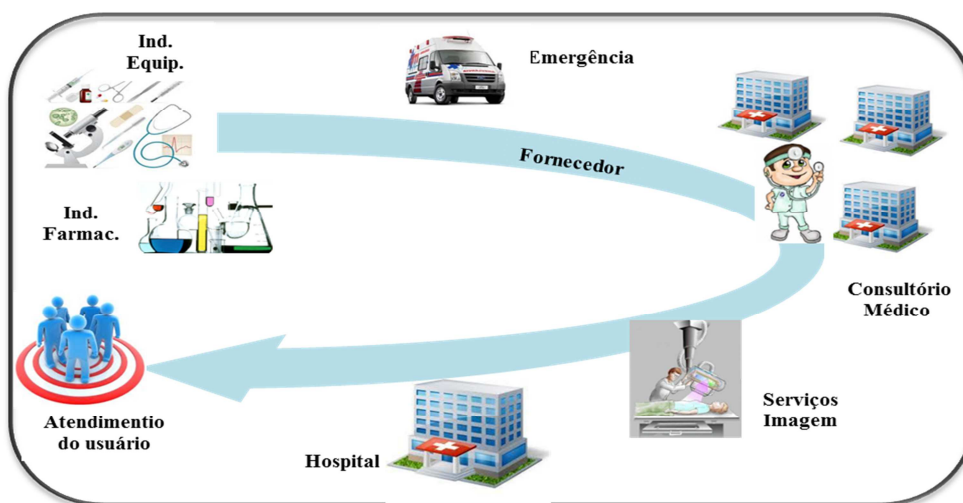 Ind.
Equip.
Emergência
Fornecedor
Ind.
Farmac.
Consultório
Médico
Atendimentio
do usuário
Serviços
Imagem
Hospital